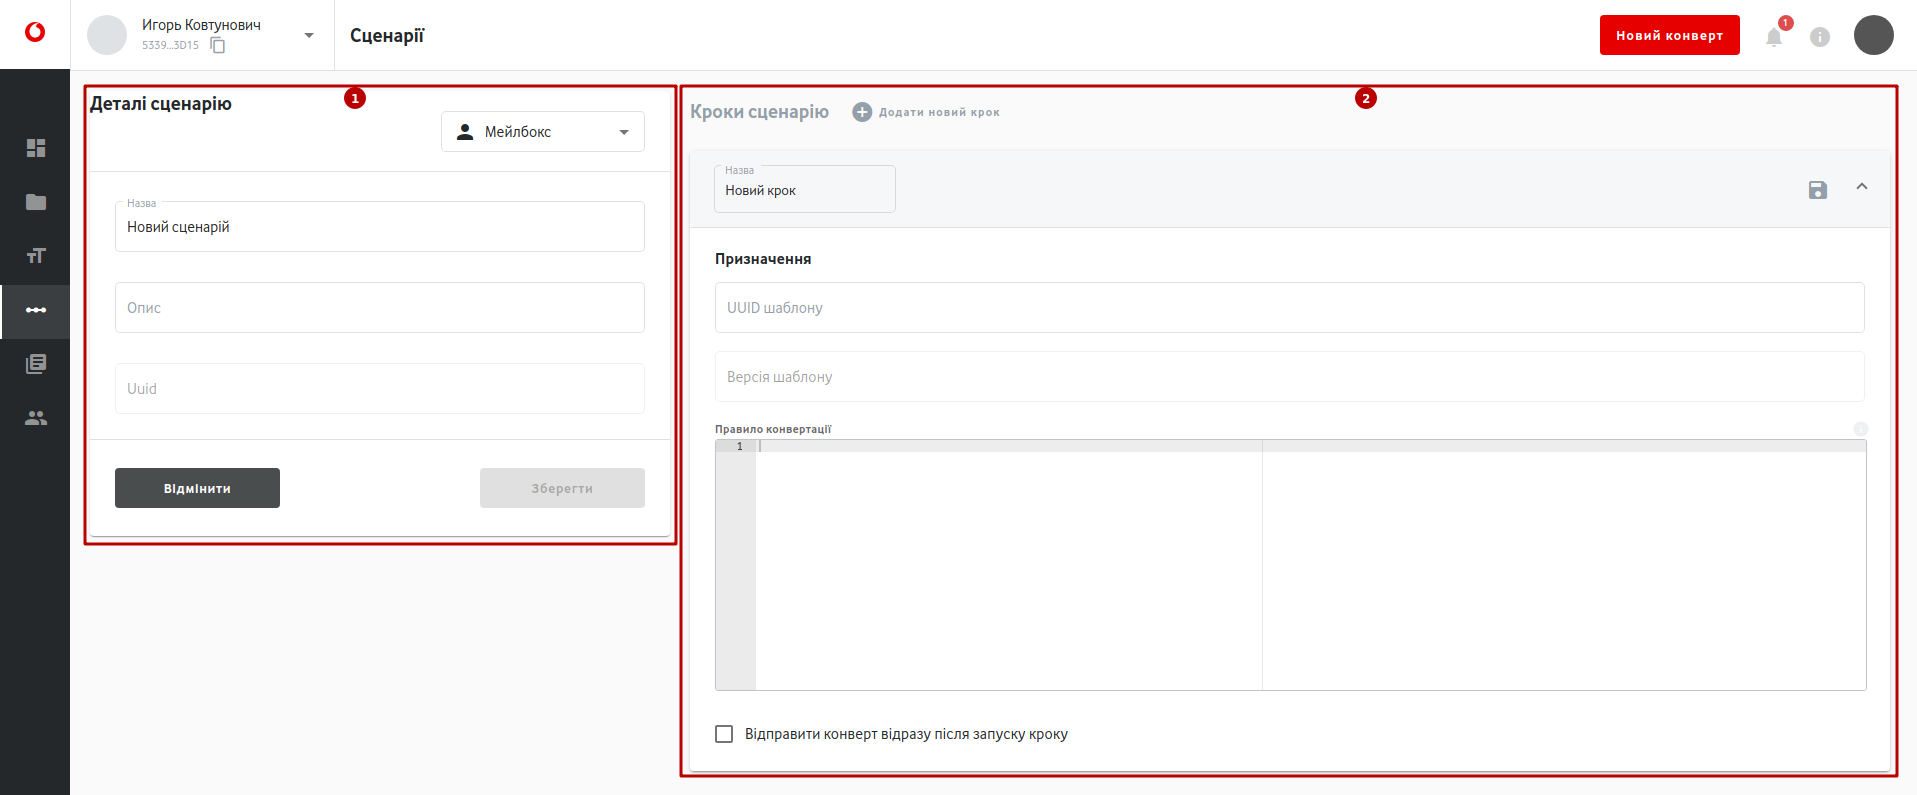 Игорь Ковтунович
5339...3D15
Сценарії
Новий конверт
1
Деталі сценарію
1
Мейлбокс
Назва
Новий сценарій
Опис
Uuid
Відмінити
Зберегти
2
Кроки сценарію
Додати новий крок
Назва
Новий крок
Призначення
UUID шаблону
Версія шаблону
Правило конвертації
1
Відправити конверт відразу після запуску кроку